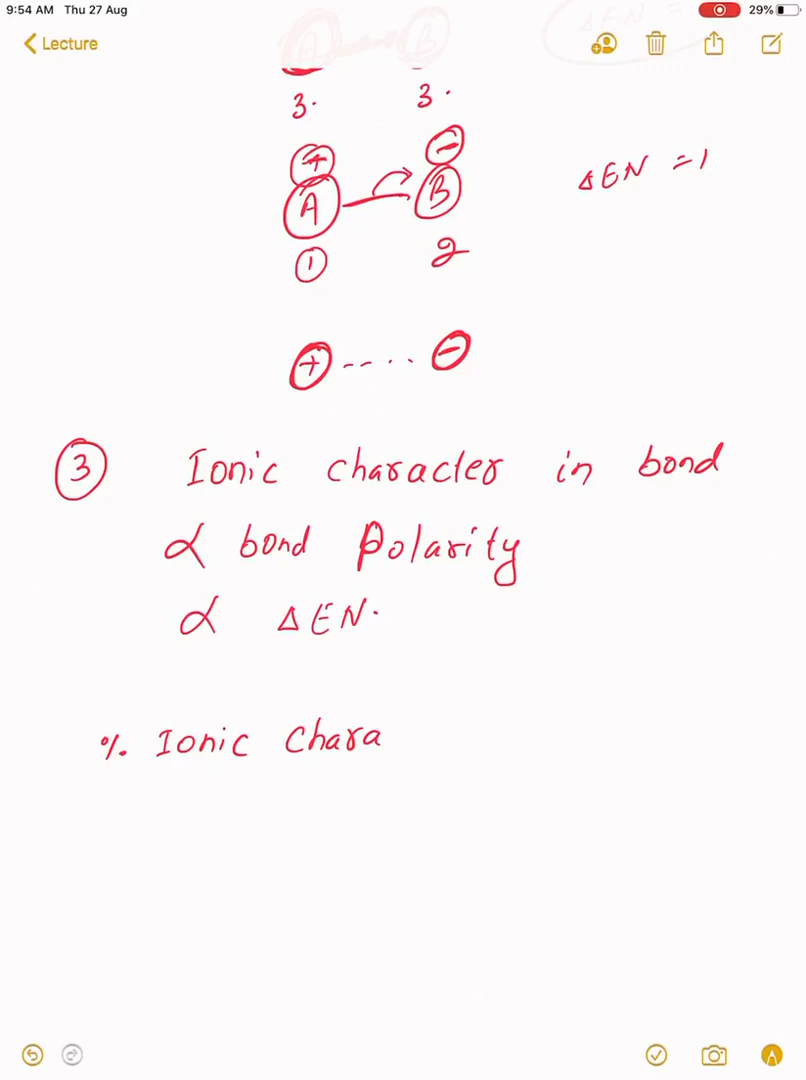 9:54 AM Thu 27 Aug 29%
Lecture
A B ΔEN =
3. 3.
+ −
A B ΔEN = 1
1 2
+ ---- −
3 Ionic character in bond
∝ bond Polarity
∝ ΔEN.
% Ionic Chara